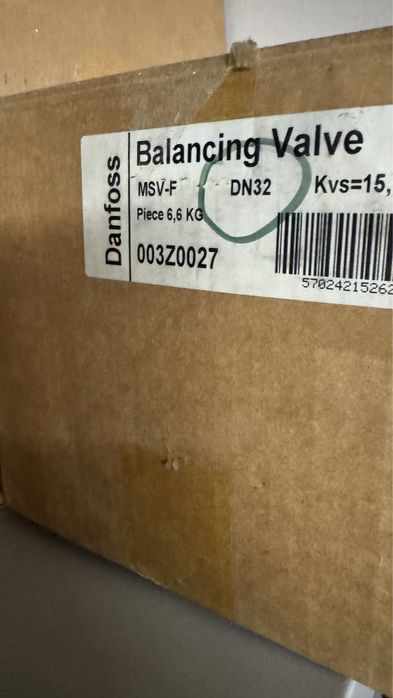 Danfoss
Balancing Valve
MSV-F DN32 Kvs=15,
Piece 6,6 KG
003Z0027
57024215262